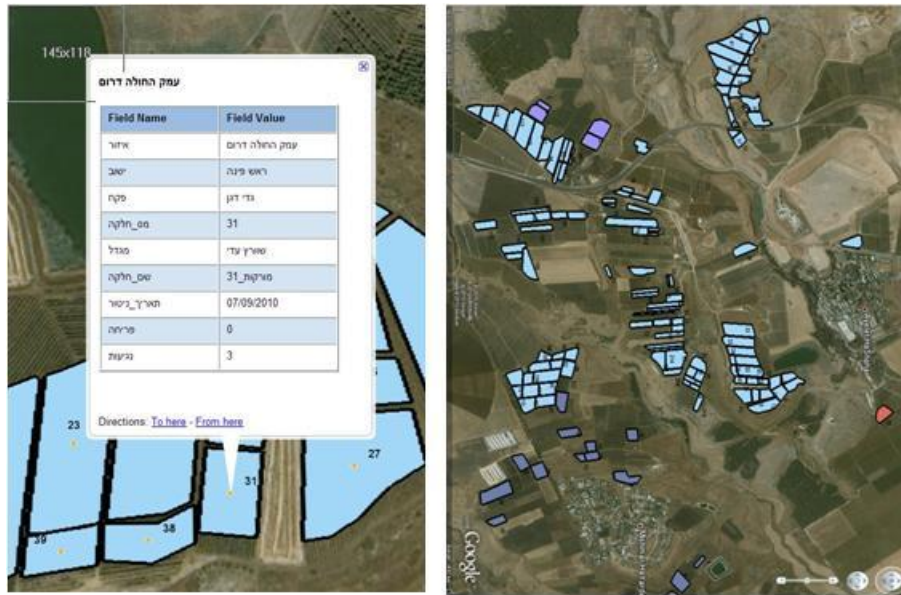 145x118
עמק החולה דרום
Field Name Field Value
איזור עמק החולה דרום
ישוב ראש פינה
פקח גדי דגן
מס_חלקה 31
מגדל שוורץ עדי
שם_חלקה מורקות_31
תאריך_ניטור 07/09/2010
פריחה 0
נגיעות 3
Directions: To here - From here
23
27
31
38
39
Google